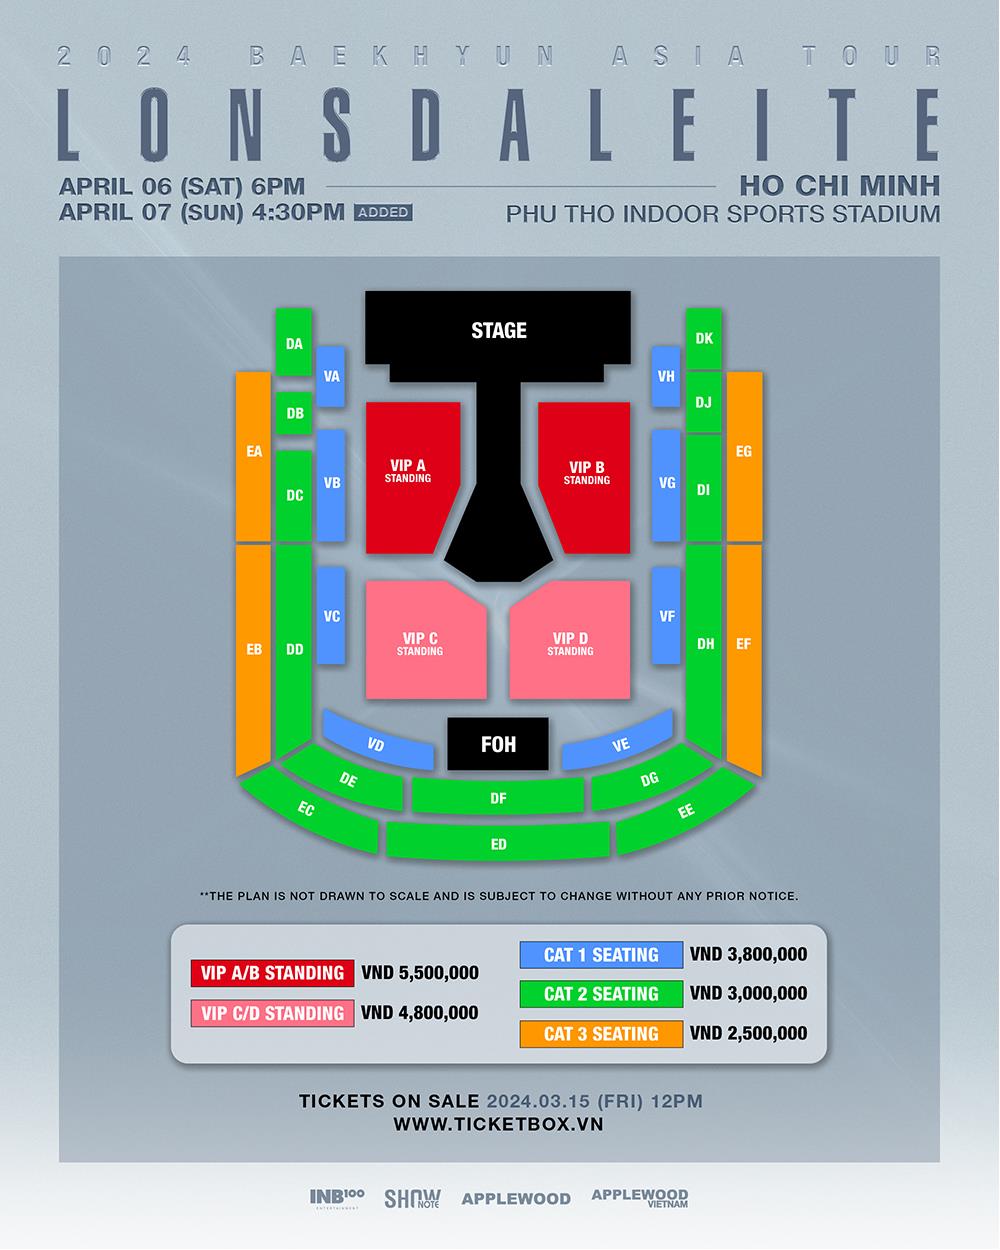 2024 BAEKHYUN ASIA TOUR
LONSDALEITE
APRIL 06 (SAT) 6PM
APRIL 07 (SUN) 4:30PM ADDED
HO CHI MINH
PHU THO INDOOR SPORTS STADIUM
STAGE
DA
DK
VA
VH
DB
DJ
EA
EG
VIP A
STANDING
VIP B
STANDING
DC
VB
VG
DI
EB
DD
VC
VIP C
STANDING
VIP D
STANDING
VF
DH
EF
VD
FOH
VE
DE
DF
DG
EC
ED
EE
**THE PLAN IS NOT DRAWN TO SCALE AND IS SUBJECT TO CHANGE WITHOUT ANY PRIOR NOTICE.
VIP A/B STANDING VND 5,500,000
VIP C/D STANDING VND 4,800,000
CAT 1 SEATING VND 3,800,000
CAT 2 SEATING VND 3,000,000
CAT 3 SEATING VND 2,500,000
TICKETS ON SALE 2024.03.15 (FRI) 12PM
WWW.TICKETBOX.VN
INB100
ENTERTAINMENT
SHOW
NOTE
APPLEWOOD
APPLEWOOD
VIETNAM